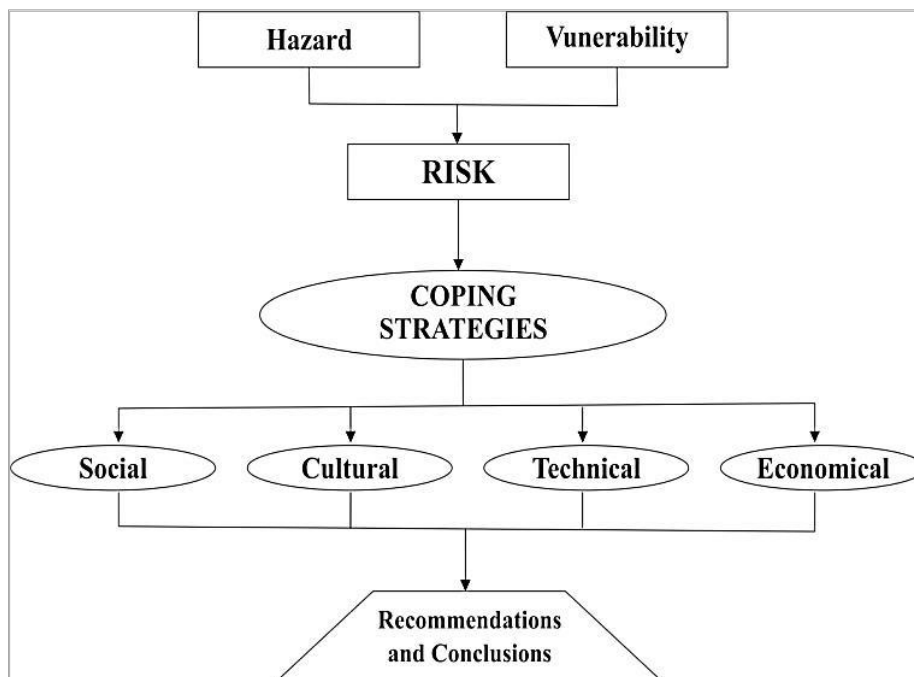 Hazard
Vunerability
RISK
COPING
STRATEGIES
Social
Cultural
Technical
Economical
Recommendations
and Conclusions